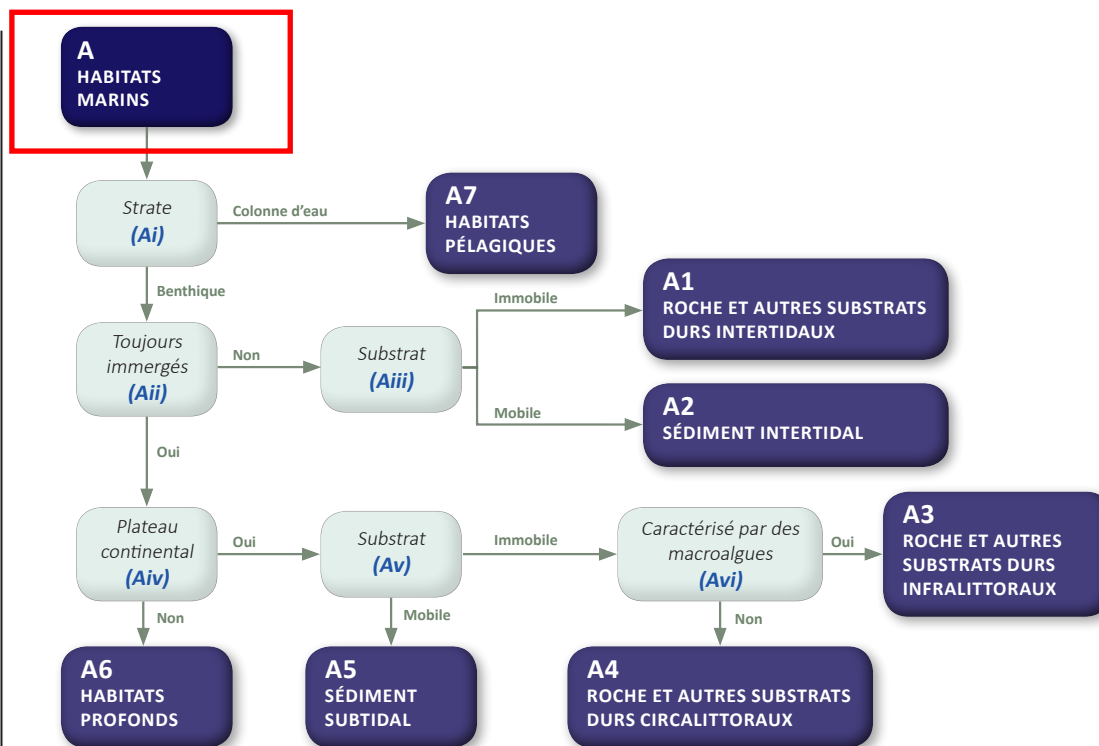 A
HABITATS
MARINS
Strate
(Ai)
Colonne d’eau
A7
HABITATS
PÉLAGIQUES
Benthique
Toujours
immergés
(Aii)
Non
Substrat
(Aiii)
Immobile
A1
ROCHE ET AUTRES SUBSTRATS
DURS INTERTIDAUX
Mobile
A2
SÉDIMENT INTERTIDAL
Oui
Plateau
continental
(Aiv)
Oui
Substrat
(Av)
Immobile
Caractérisé par des
macroalgues
(Avi)
Oui
A3
ROCHE ET AUTRES
SUBSTRATS DURS
INFRALITTORAUX
Non
Mobile
Non
A6
HABITATS
PROFONDS
A5
SÉDIMENT
SUBTIDAL
A4
ROCHE ET AUTRES SUBSTRATS
DURS CIRCALITTORAUX